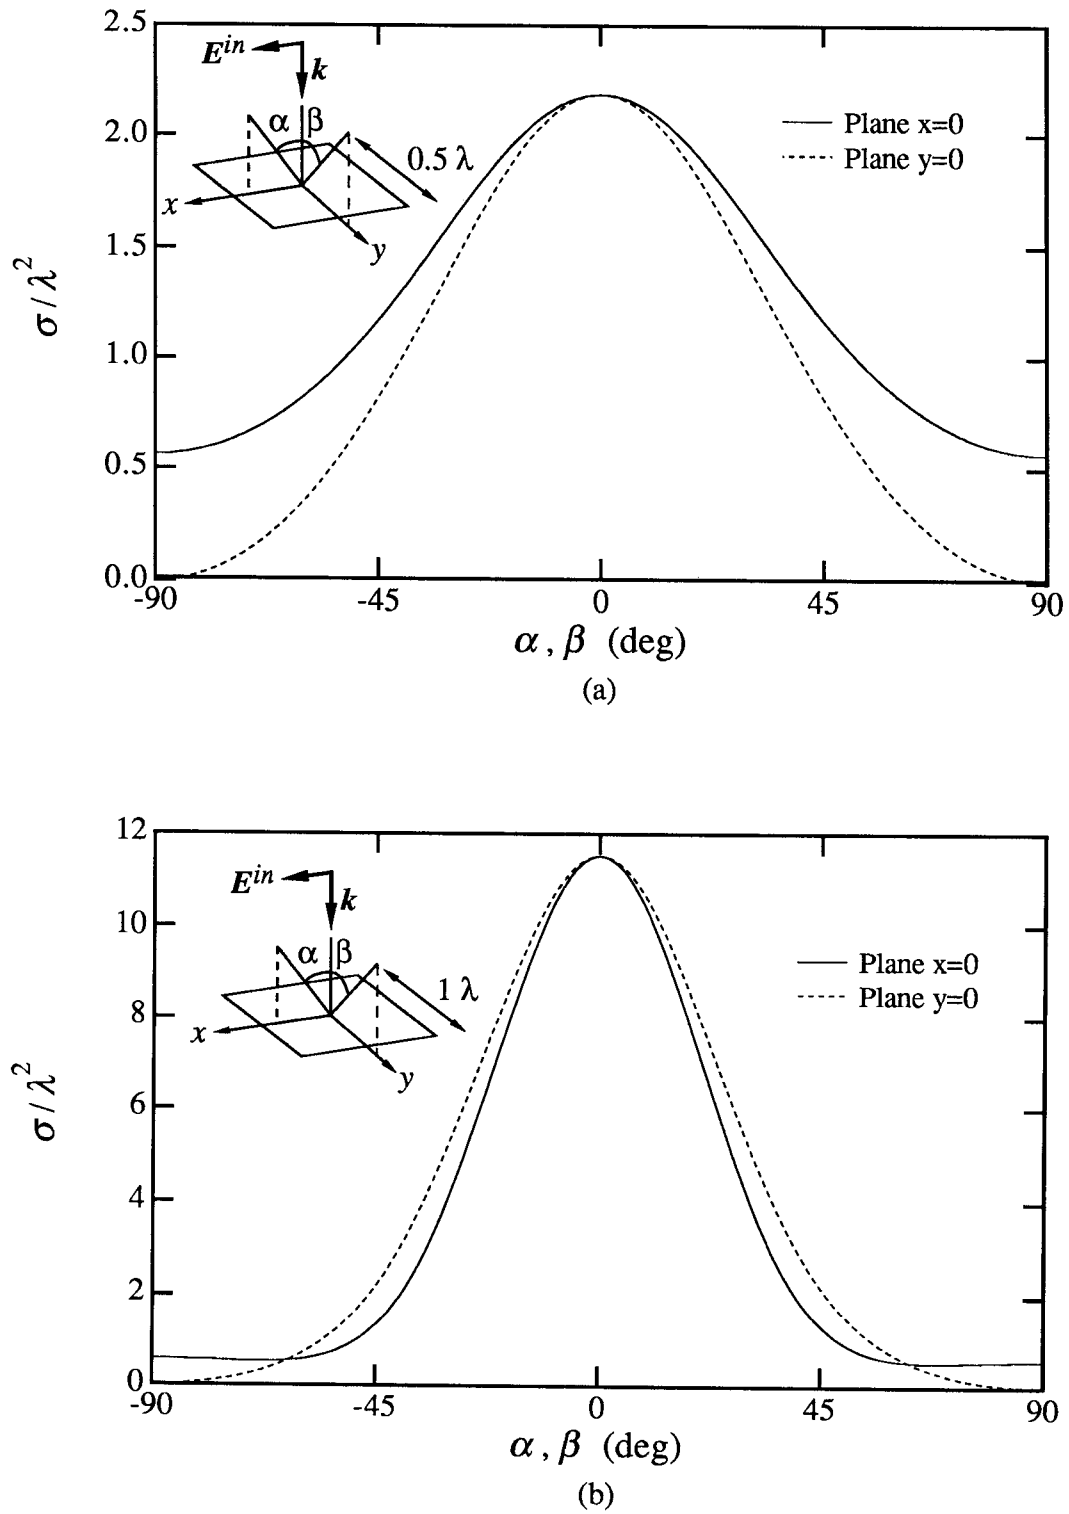 2.5
2.0
1.5
1.0
0.5
0.0
σ / λ²
E^in
k
α β
0.5 λ
x
y
Plane x=0
Plane y=0
-90 -45 0 45 90
α , β (deg)
(a)
12
10
8
6
4
2
0
σ / λ²
E^in
k
α β
1 λ
x
y
Plane x=0
Plane y=0
-90 -45 0 45 90
α , β (deg)
(b)